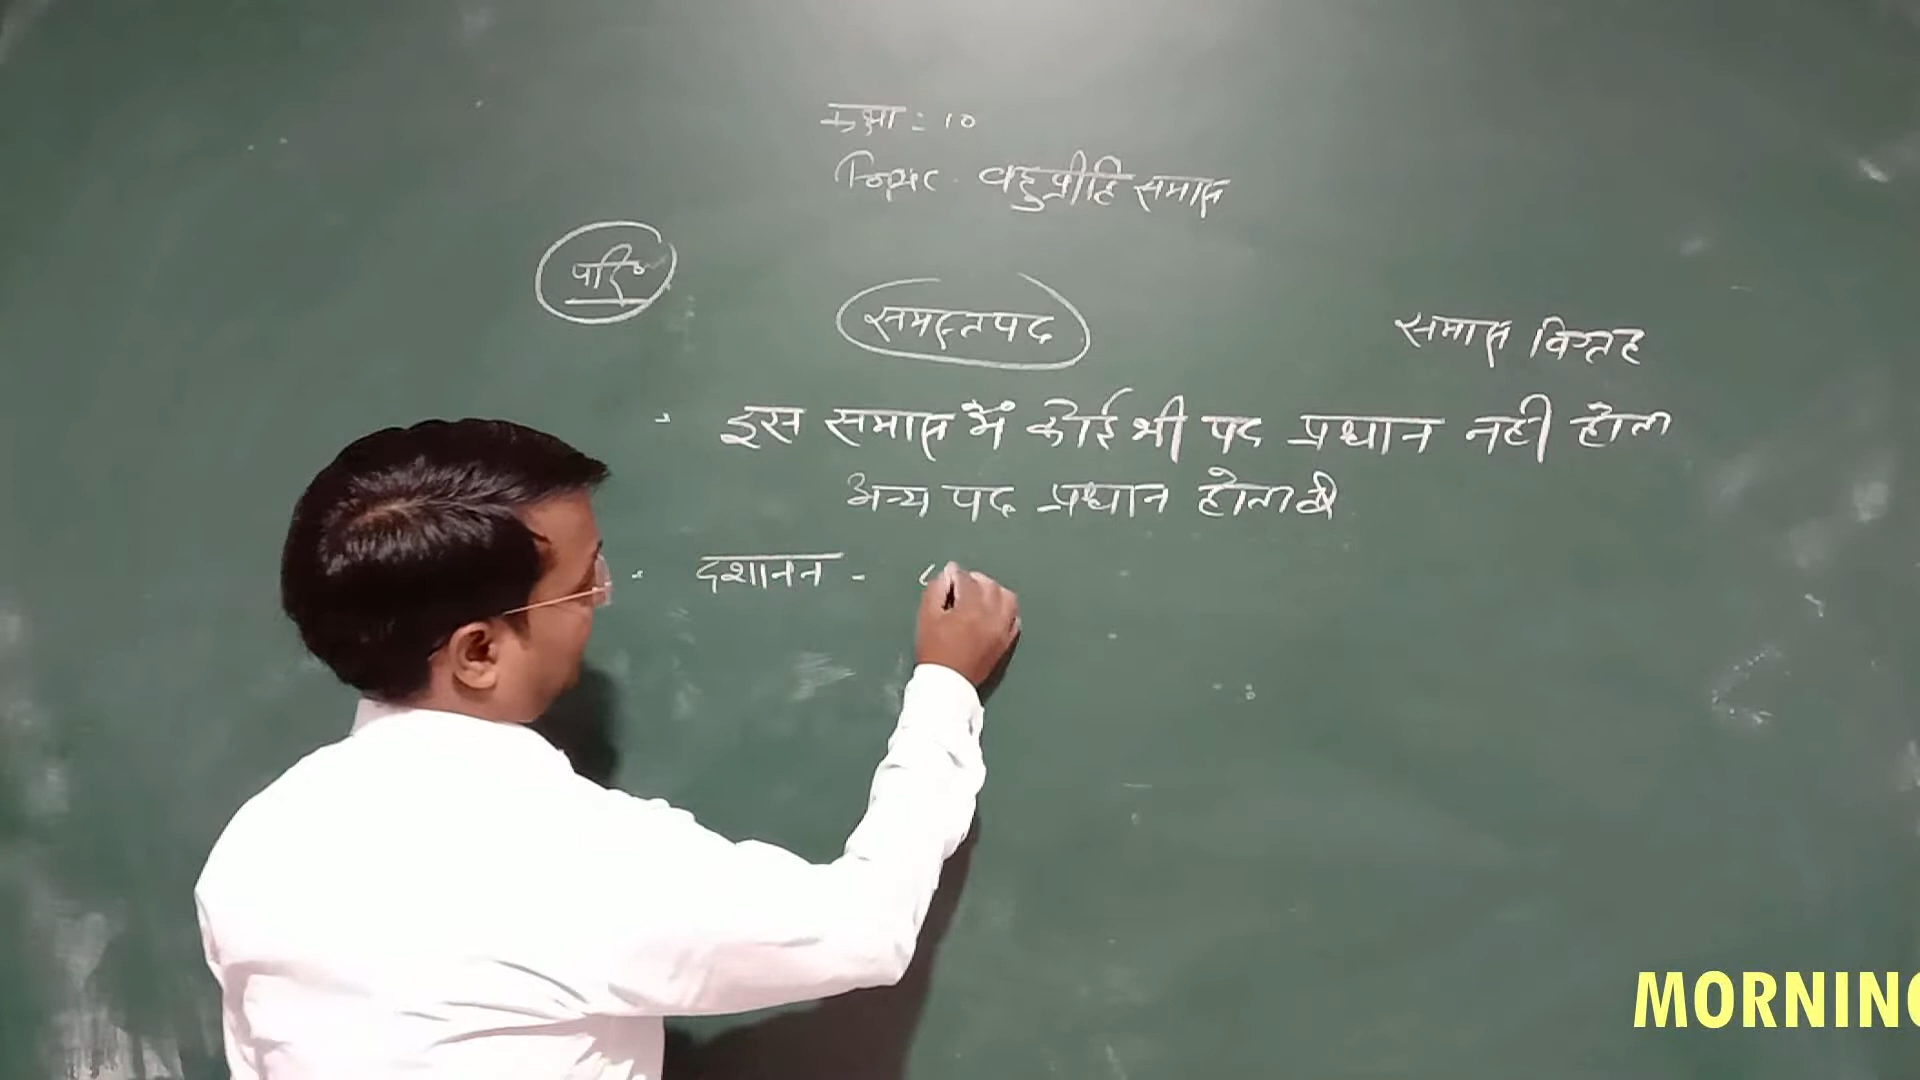 कक्षा = 10
विषय - बहुव्रीहि समास
परि॰
समस्तपद समास विग्रह
इस समास में कोई भी पद प्रधान नही होता
अन्य पद प्रधान होता है
दशानन -
MORNING